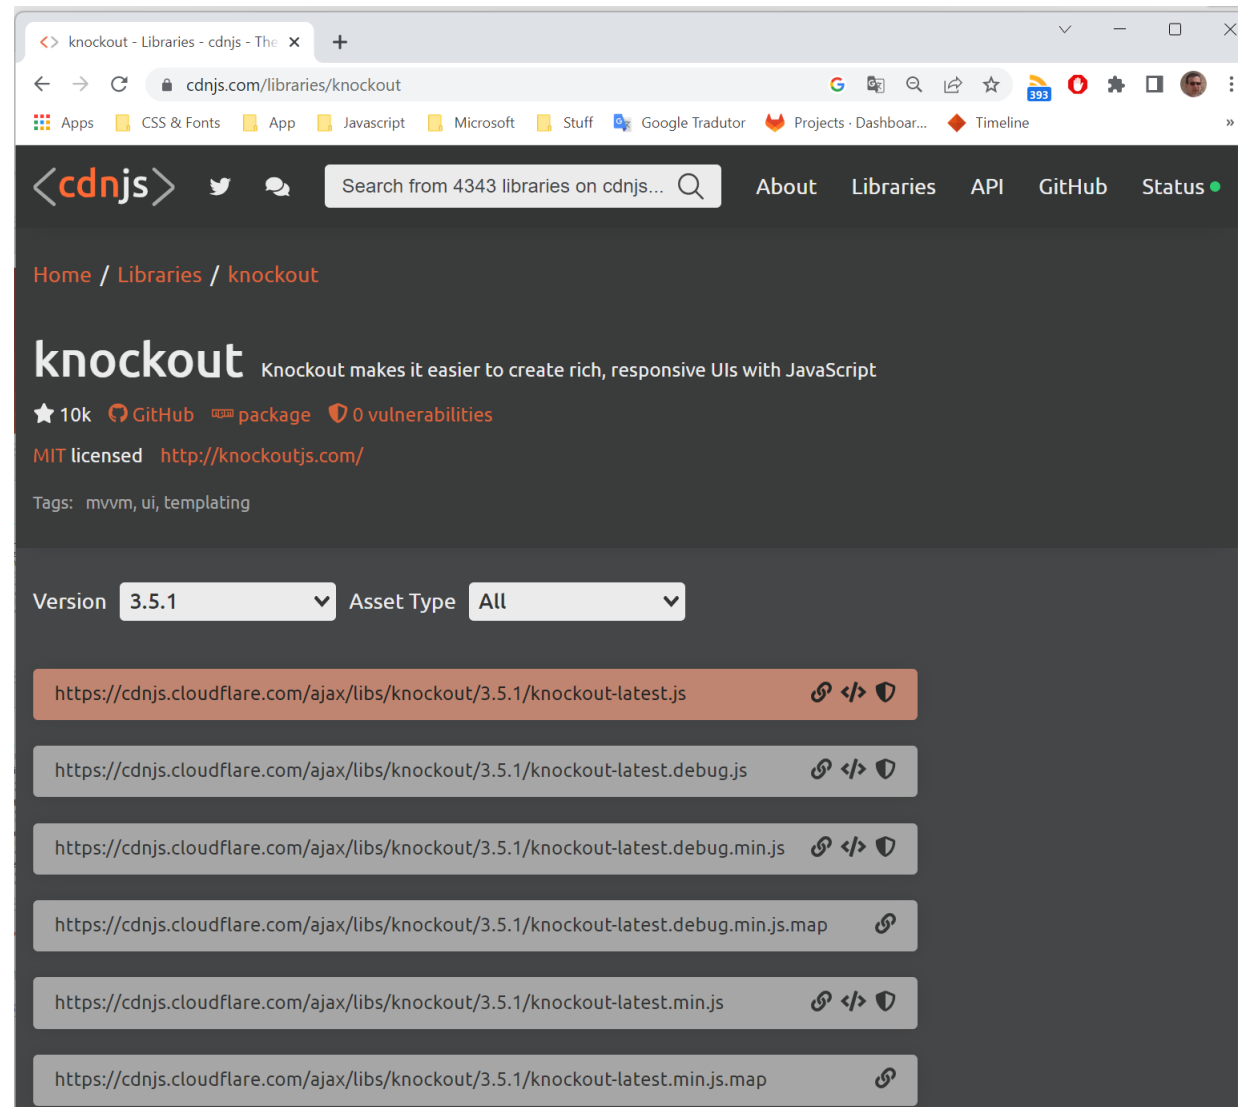 knockout - Libraries - cdnjs - The
cdnjs.com/libraries/knockout
393
Apps CSS & Fonts App Javascript Microsoft Stuff Google Tradutor Projects · Dashboar... Timeline »
<cdnjs> Search from 4343 libraries on cdnjs... About Libraries API GitHub Status
Home / Libraries / knockout
knockout Knockout makes it easier to create rich, responsive UIs with JavaScript
10k GitHub npm package 0 vulnerabilities
MIT licensed http://knockoutjs.com/
Tags: mvvm, ui, templating
Version 3.5.1 Asset Type All
https://cdnjs.cloudflare.com/ajax/libs/knockout/3.5.1/knockout-latest.js
https://cdnjs.cloudflare.com/ajax/libs/knockout/3.5.1/knockout-latest.debug.js
https://cdnjs.cloudflare.com/ajax/libs/knockout/3.5.1/knockout-latest.debug.min.js
https://cdnjs.cloudflare.com/ajax/libs/knockout/3.5.1/knockout-latest.debug.min.js.map
https://cdnjs.cloudflare.com/ajax/libs/knockout/3.5.1/knockout-latest.min.js
https://cdnjs.cloudflare.com/ajax/libs/knockout/3.5.1/knockout-latest.min.js.map